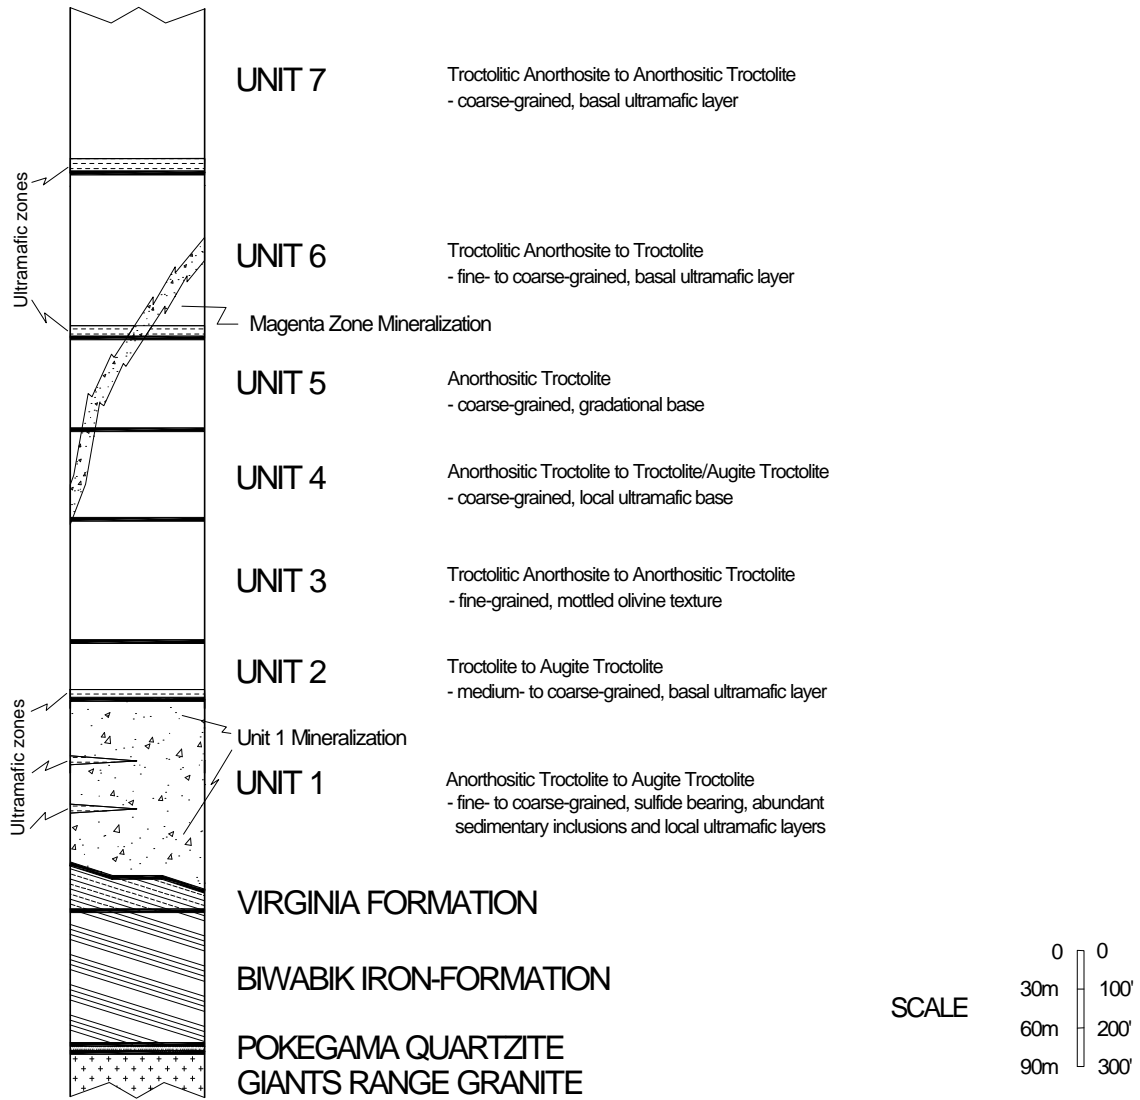 UNIT 7
Troctolitic Anorthosite to Anorthositic Troctolite
- coarse-grained, basal ultramafic layer
Ultramafic zones
UNIT 6
Troctolitic Anorthosite to Troctolite
- fine- to coarse-grained, basal ultramafic layer
Magenta Zone Mineralization
UNIT 5
Anorthositic Troctolite
- coarse-grained, gradational base
UNIT 4
Anorthositic Troctolite to Troctolite/Augite Troctolite
- coarse-grained, local ultramafic base
UNIT 3
Troctolitic Anorthosite to Anorthositic Troctolite
- fine-grained, mottled olivine texture
UNIT 2
Troctolite to Augite Troctolite
- medium- to coarse-grained, basal ultramafic layer
Ultramafic zones
Unit 1 Mineralization
UNIT 1
Anorthositic Troctolite to Augite Troctolite
- fine- to coarse-grained, sulfide bearing, abundant
sedimentary inclusions and local ultramafic layers
VIRGINIA FORMATION
BIWABIK IRON-FORMATION
POKEGAMA QUARTZITE
GIANTS RANGE GRANITE
SCALE
0 0
30m 100'
60m 200'
90m 300'